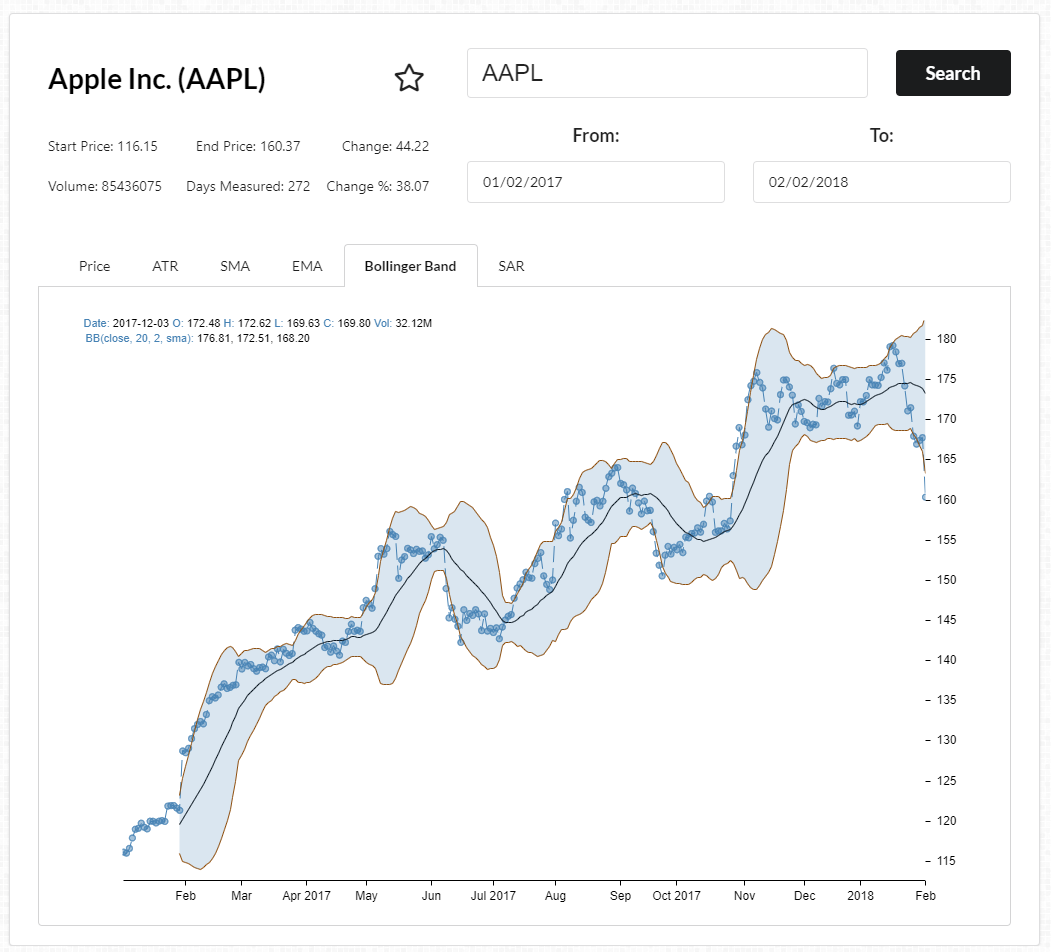 Apple Inc. (AAPL)
AAPL
Search
Start Price: 116.15 End Price: 160.37 Change: 44.22
Volume: 85436075 Days Measured: 272 Change %: 38.07
From: To:
01/02/2017 02/02/2018
Price ATR SMA EMA Bollinger Band SAR
Date: 2017-12-03 O: 172.48 H: 172.62 L: 169.63 C: 169.80 Vol: 32.12M
BB(close, 20, 2, sma): 176.81, 172.51, 168.20
180
175
170
165
160
155
150
145
140
135
130
125
120
115
Feb Mar Apr 2017 May Jun Jul 2017 Aug Sep Oct 2017 Nov Dec 2018 Feb